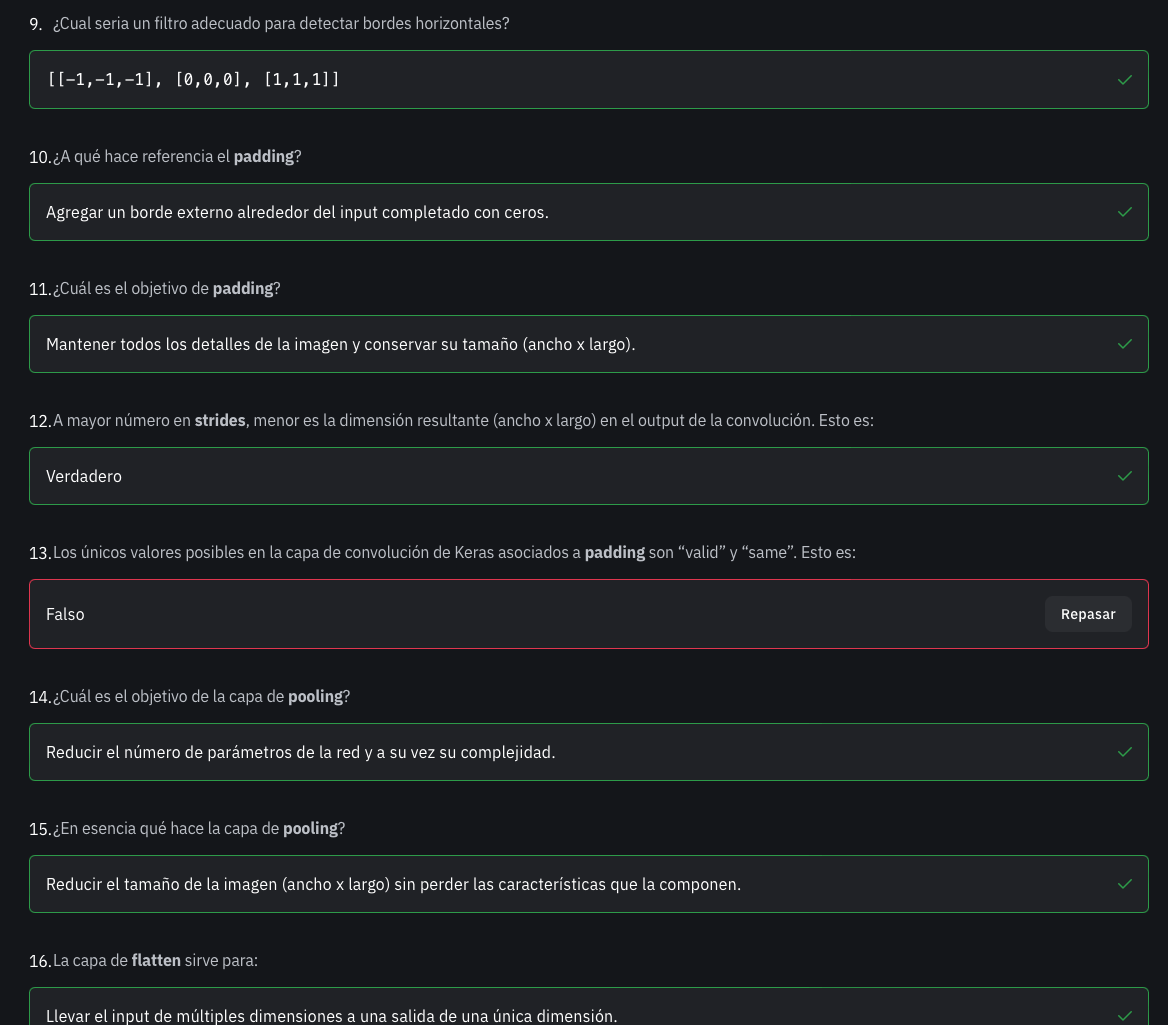 9. ¿Cual seria un filtro adecuado para detectar bordes horizontales?
[[-1,-1,-1], [0,0,0], [1,1,1]]
10. ¿A qué hace referencia el padding?
Agregar un borde externo alrededor del input completado con ceros.
11. ¿Cuál es el objetivo de padding?
Mantener todos los detalles de la imagen y conservar su tamaño (ancho x largo).
12. A mayor número en strides, menor es la dimensión resultante (ancho x largo) en el output de la convolución. Esto es:
Verdadero
13. Los únicos valores posibles en la capa de convolución de Keras asociados a padding son “valid” y “same”. Esto es:
Falso Repasar
14. ¿Cuál es el objetivo de la capa de pooling?
Reducir el número de parámetros de la red y a su vez su complejidad.
15. ¿En esencia qué hace la capa de pooling?
Reducir el tamaño de la imagen (ancho x largo) sin perder las características que la componen.
16. La capa de flatten sirve para:
Llevar el input de múltiples dimensiones a una salida de una única dimensión.